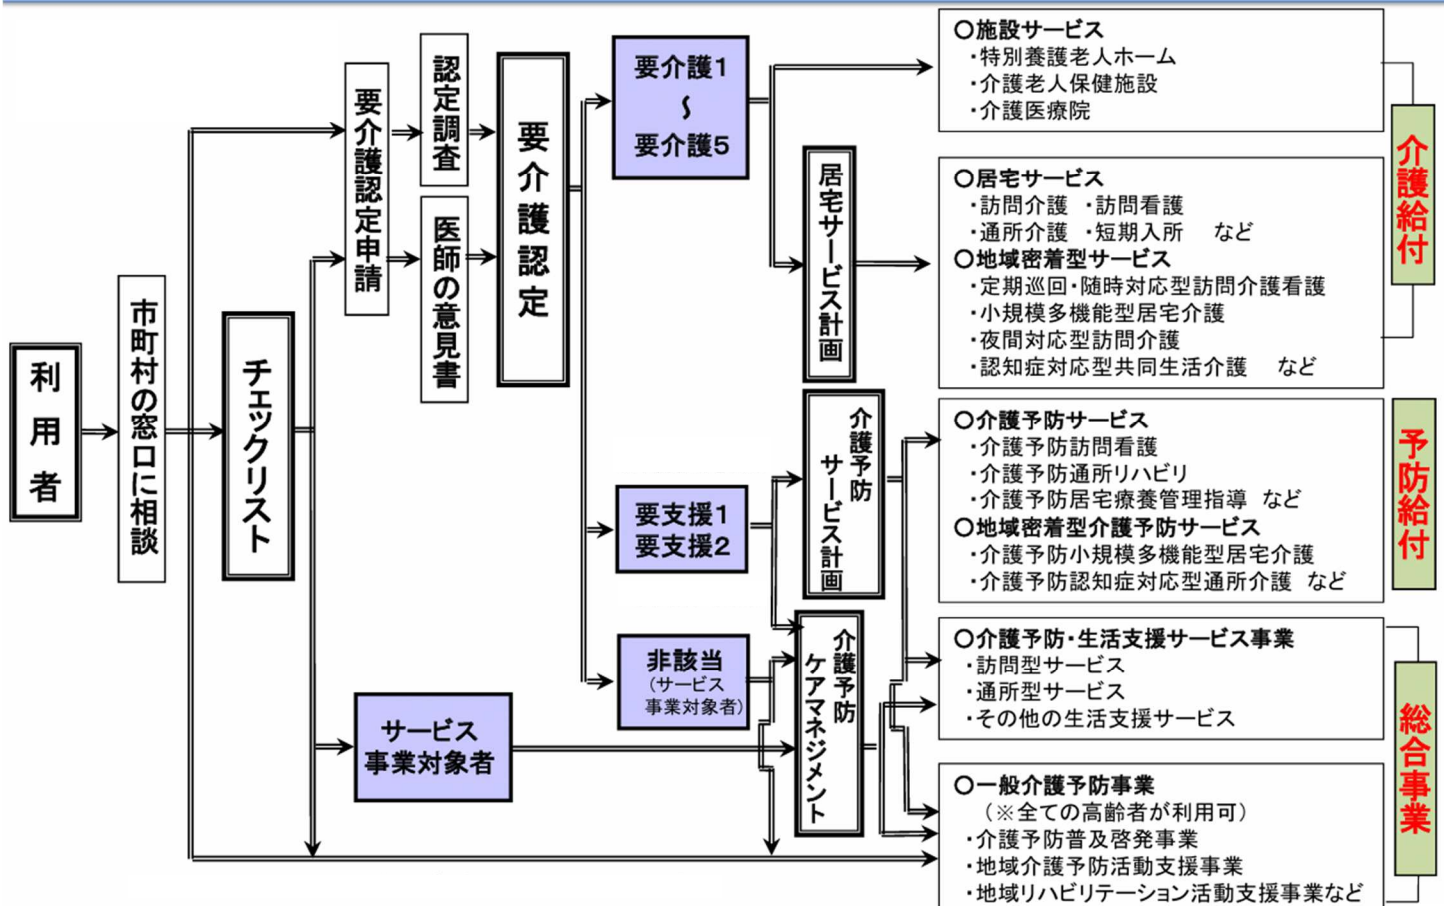 利用者
市町村の窓口に相談
チェックリスト
要介護認定申請
認定調査
医師の意見書
要介護認定
要介護1
〜
要介護5
要支援1
要支援2
非該当
(サービス
事業対象者)
サービス
事業対象者
居宅サービス計画
介護予防
サービス計画
介護予防
ケアマネジメント
〇施設サービス
・特別養護老人ホーム
・介護老人保健施設
・介護医療院
〇居宅サービス
・訪問介護 ・訪問看護
・通所介護 ・短期入所 など
〇地域密着型サービス
・定期巡回・随時対応型訪問介護看護
・小規模多機能型居宅介護
・夜間対応型訪問介護
・認知症対応型共同生活介護 など
〇介護予防サービス
・介護予防訪問看護
・介護予防通所リハビリ
・介護予防居宅療養管理指導 など
〇地域密着型介護予防サービス
・介護予防小規模多機能型居宅介護
・介護予防認知症対応型通所介護 など
〇介護予防・生活支援サービス事業
・訪問型サービス
・通所型サービス
・その他の生活支援サービス
〇一般介護予防事業
(※全ての高齢者が利用可)
・介護予防普及啓発事業
・地域介護予防活動支援事業
・地域リハビリテーション活動支援事業など
介護給付
予防給付
総合事業